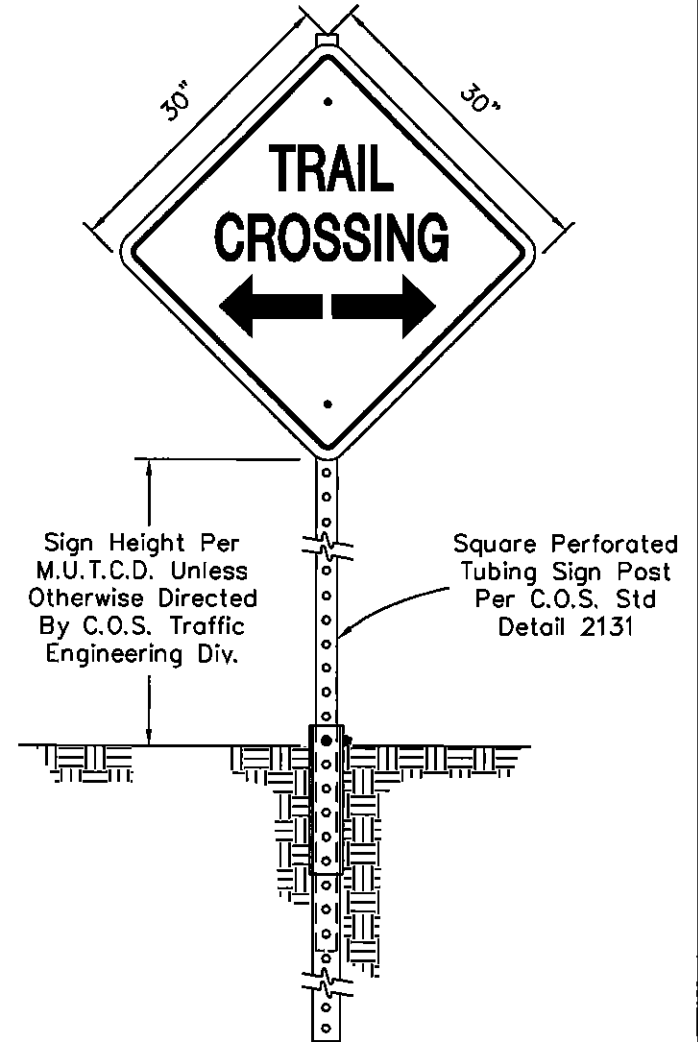 30"
30"
TRAIL
CROSSING
Sign Height Per
M.U.T.C.D. Unless
Otherwise Directed
By C.O.S. Traffic
Engineering Div.
Square Perforated
Tubing Sign Post
Per C.O.S. Std
Detail 2131